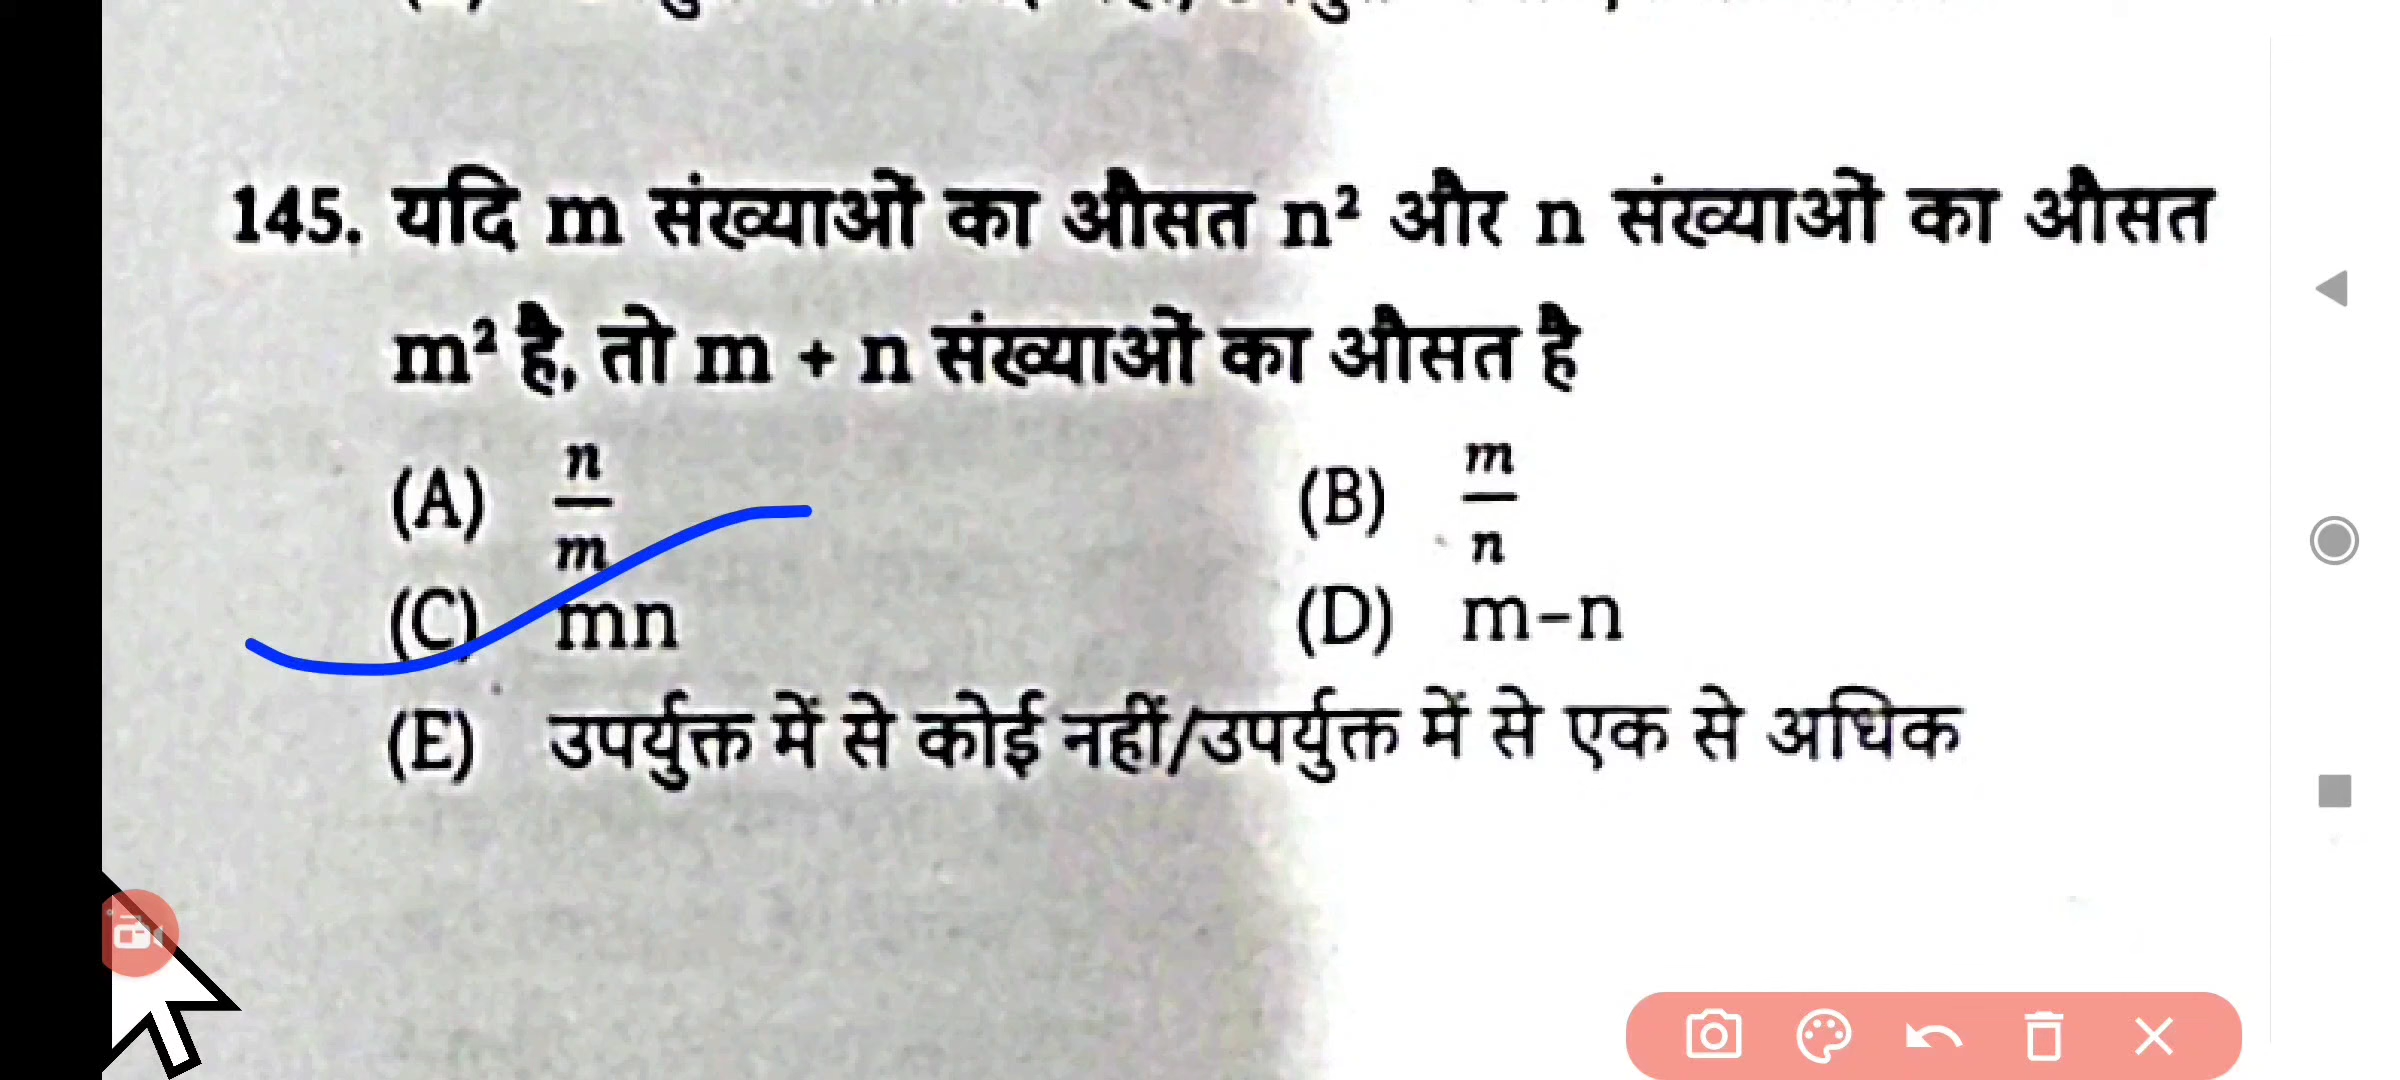 145. यदि m संख्याओं का औसत n² और n संख्याओं का औसत
m² है, तो m + n संख्याओं का औसत है
(A) n/m (B) m/n
(C) mn (D) m–n
(E) उपर्युक्त में से कोई नहीं/उपर्युक्त में से एक से अधिक